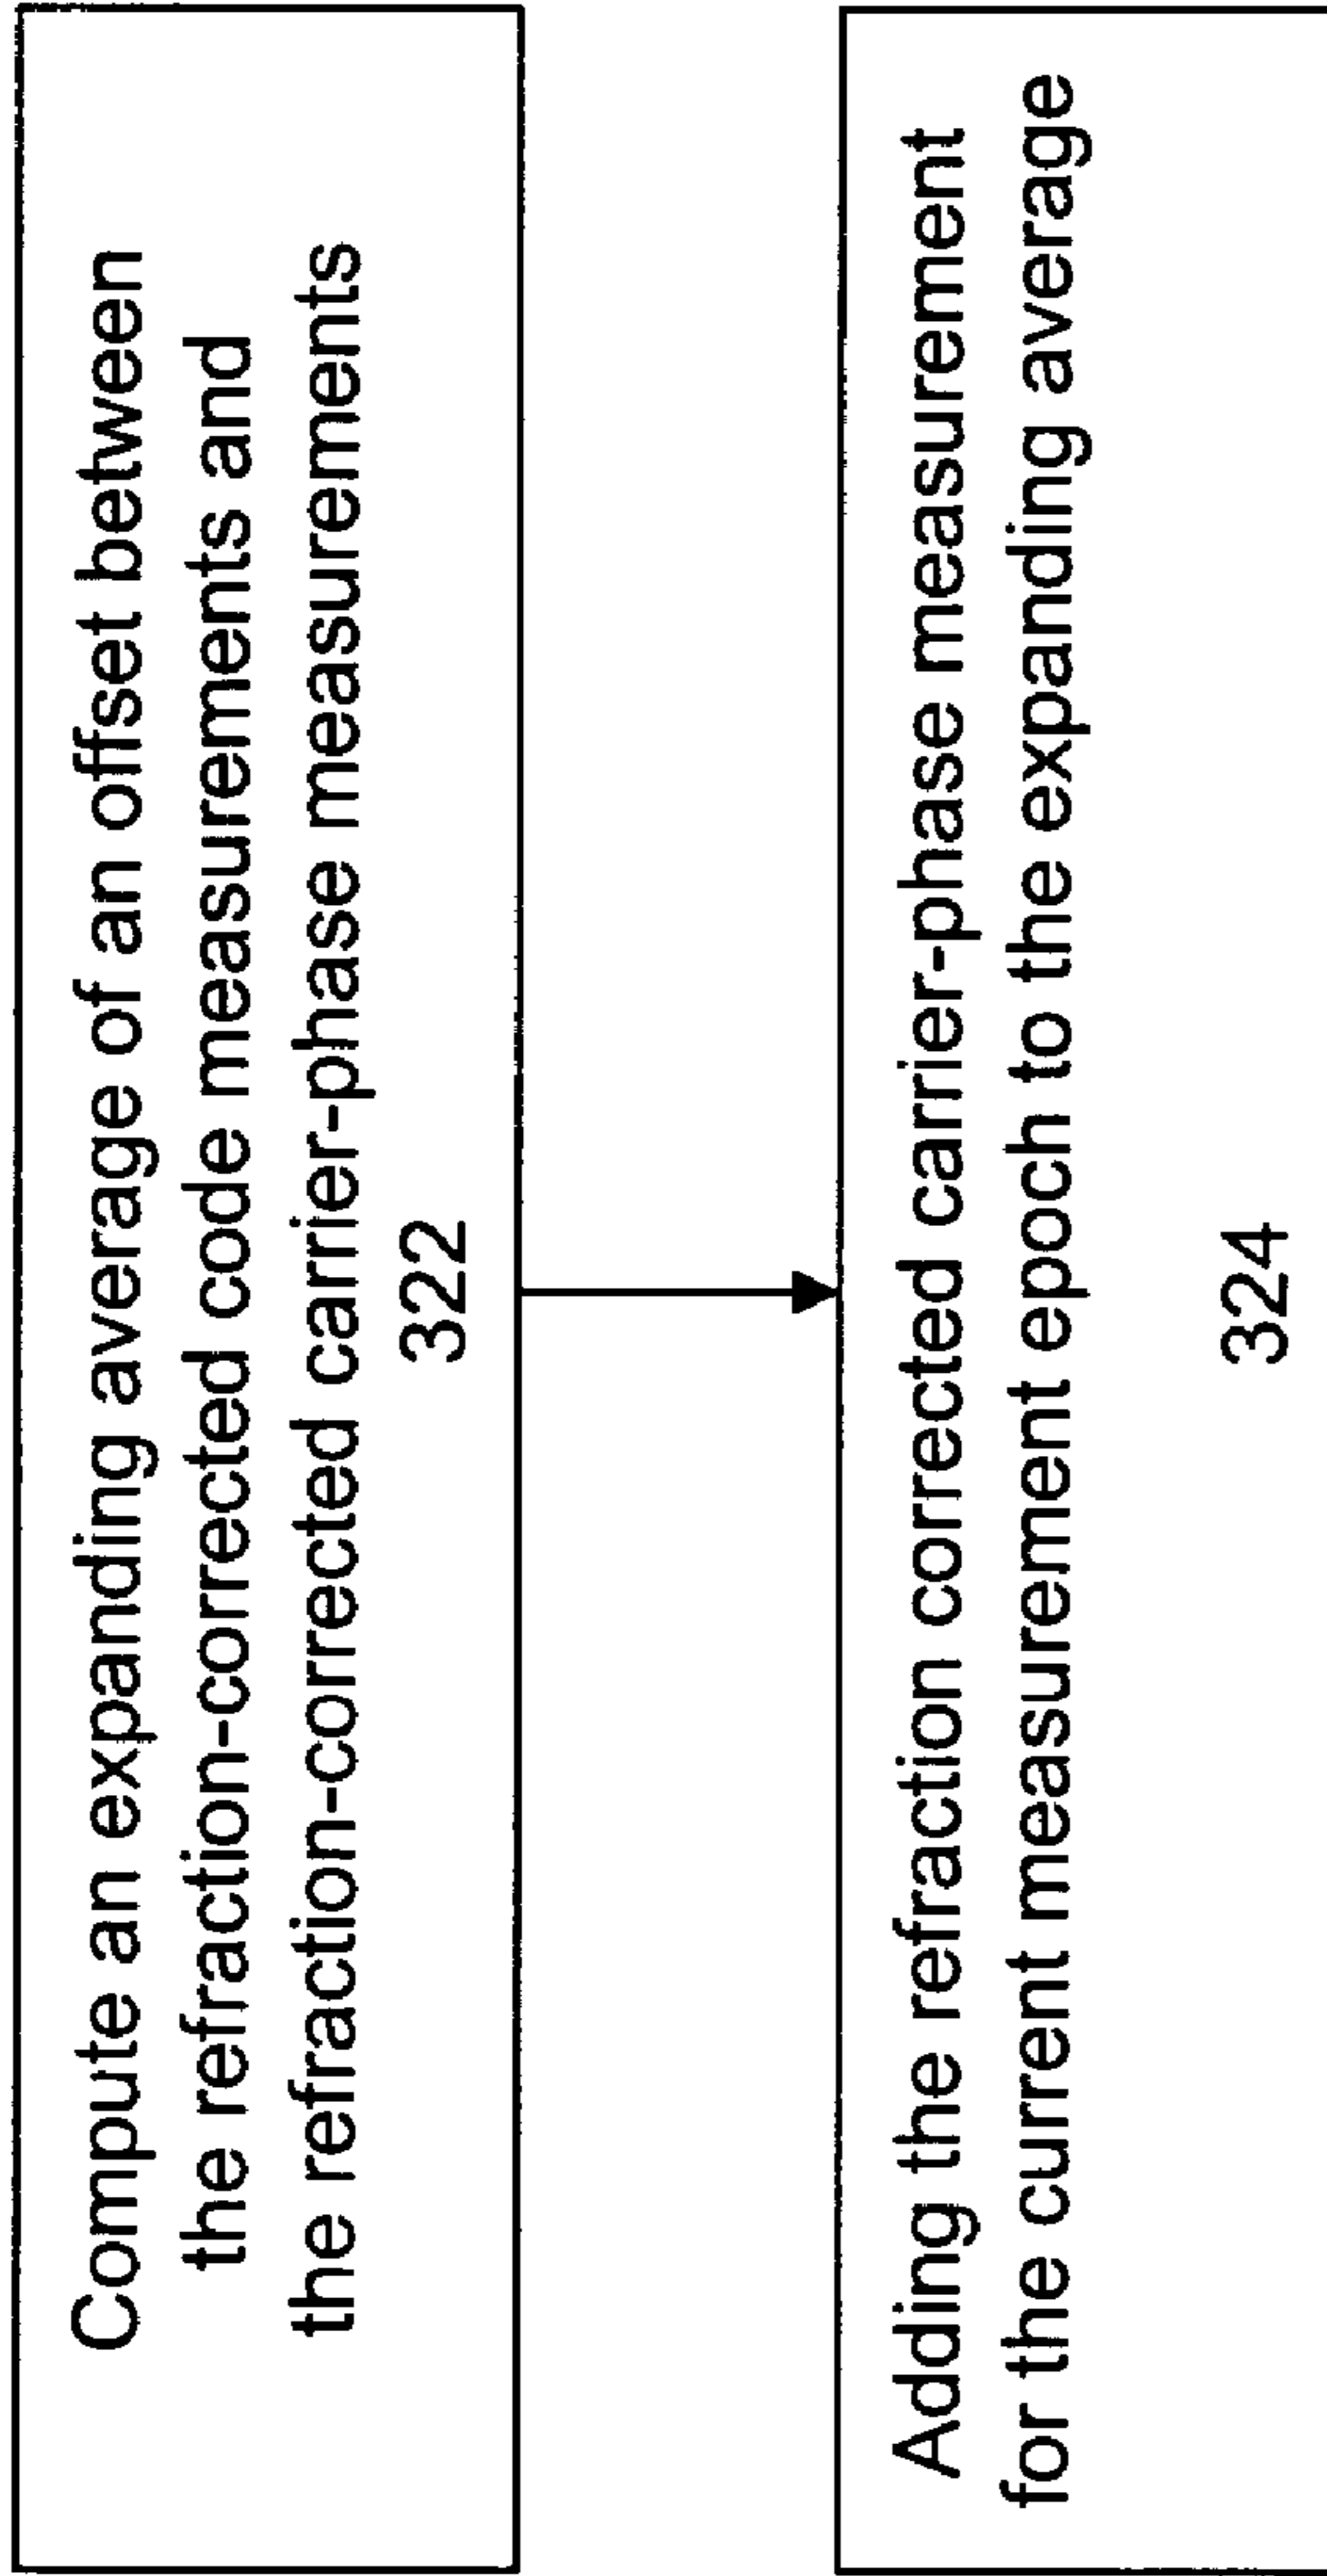 Compute an expanding average of an offset between
the refraction-corrected code measurements and
the refraction-corrected carrier-phase measurements
322
Adding the refraction corrected carrier-phase measurement
for the current measurement epoch to the expanding average
324